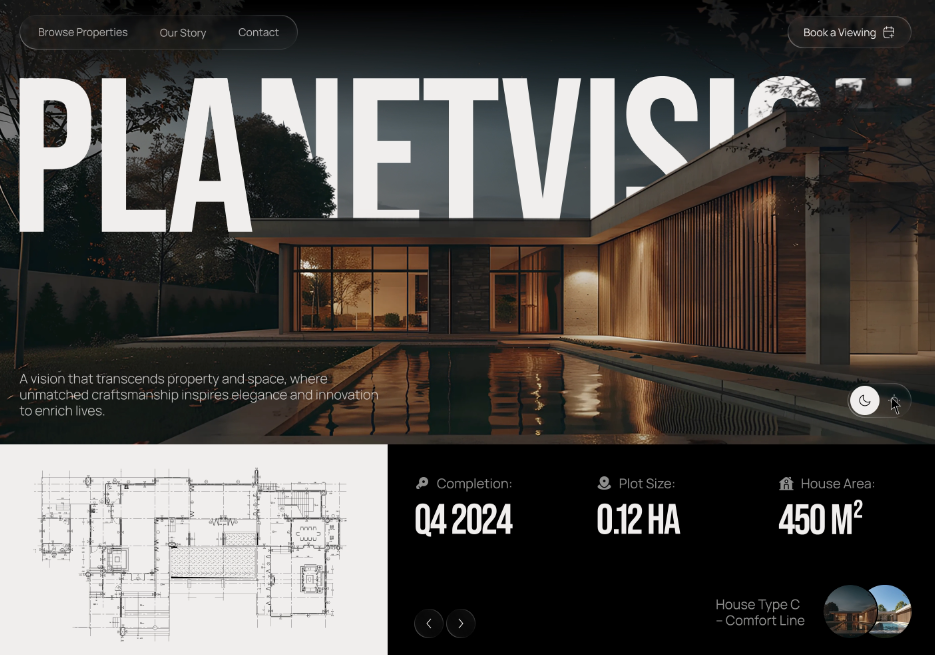 Browse Properties
Our Story
Contact
Book a Viewing
PLANETVISION
A vision that transcends property and space, where
unmatched craftsmanship inspires elegance and innovation
to enrich lives.
Completion:
Plot Size:
House Area:
Q4 2024
0.12 HA
450 M²
House Type C
– Comfort Line